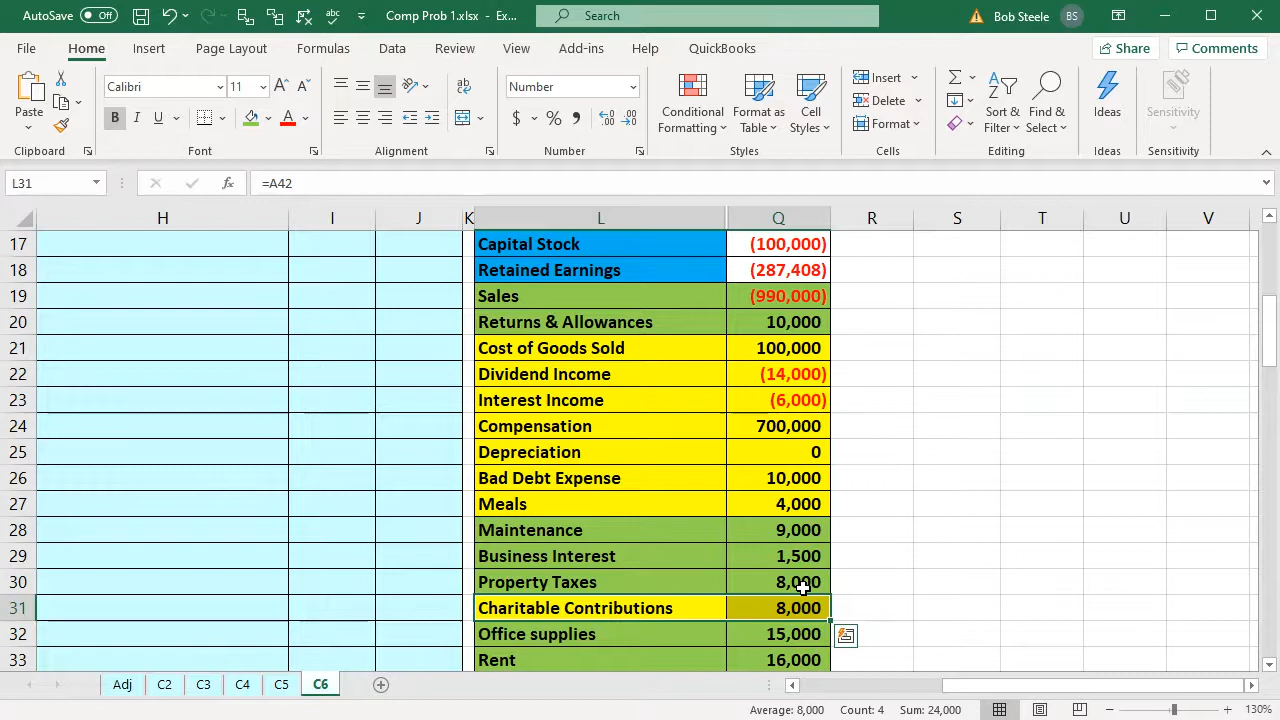 AutoSave Off Comp Prob 1.xlsx - Ex... Search Bob Steele BS
File Home Insert Page Layout Formulas Data Review View Add-ins Help QuickBooks Share Comments
Paste Calibri 11 Number Conditional Formatting Format as Table Cell Styles Insert Delete Format Sort & Filter Find & Select Ideas Sensitivity
B I U $ %
Clipboard Font Alignment Number Styles Cells Editing Ideas Sensitivity
L31 fx =A42
H I J K L Q R S T U V
17 Capital Stock (100,000)
18 Retained Earnings (287,408)
19 Sales (990,000)
20 Returns & Allowances 10,000
21 Cost of Goods Sold 100,000
22 Dividend Income (14,000)
23 Interest Income (6,000)
24 Compensation 700,000
25 Depreciation 0
26 Bad Debt Expense 10,000
27 Meals 4,000
28 Maintenance 9,000
29 Business Interest 1,500
30 Property Taxes 8,000
31 Charitable Contributions 8,000
32 Office supplies 15,000
33 Rent 16,000
Adj C2 C3 C4 C5 C6
Average: 8,000 Count: 4 Sum: 24,000 130%